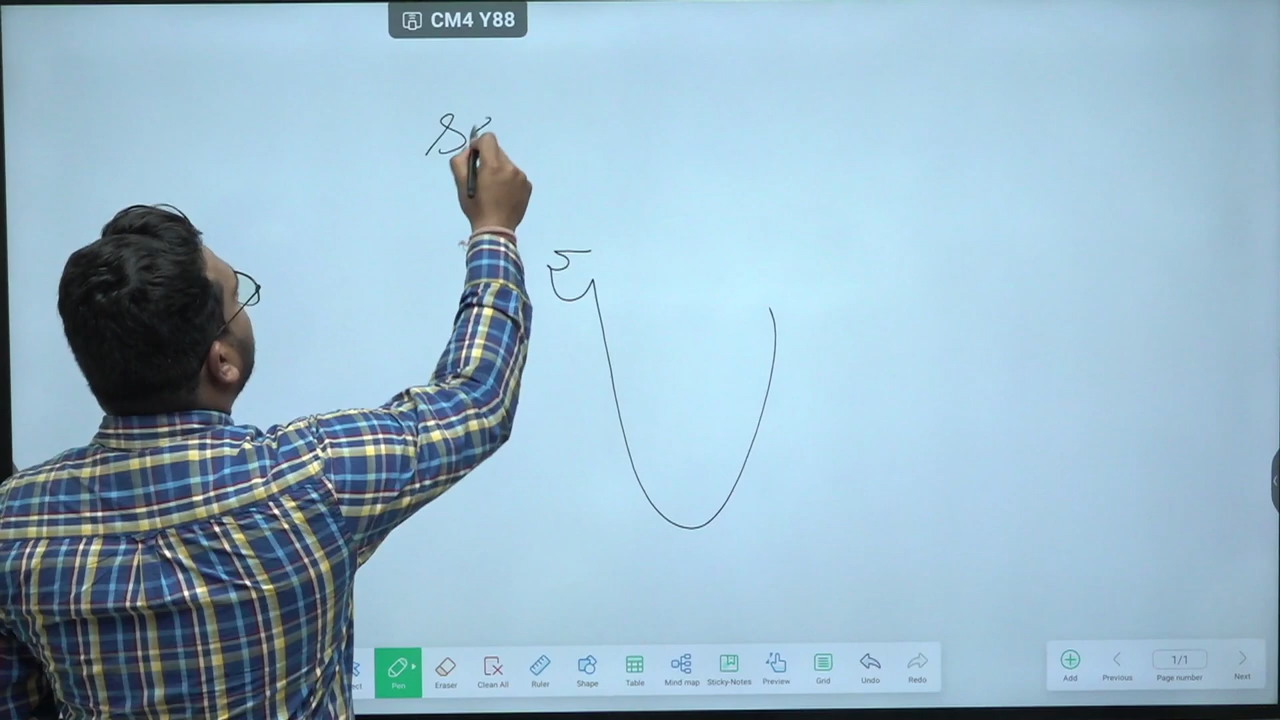 CM4 Y88
Pen
Eraser
Clean All
Ruler
Shape
Table
Mind map
Sticky-Notes
Preview
Grid
Undo
Redo
Add
Previous
1/1
Page number
Next